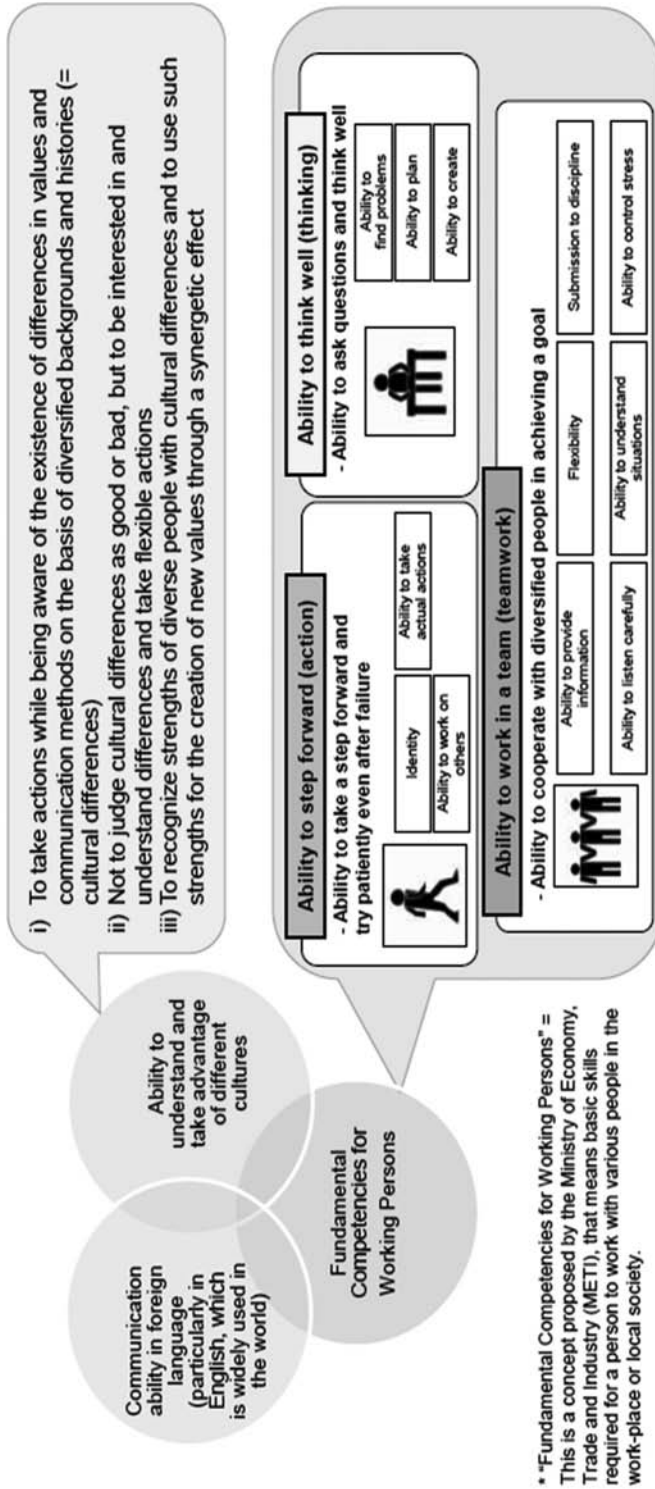 Communication
ability in foreign
language
(particularly in
English, which
is widely used in
the world)
Ability to
understand and
take advantage
of different
cultures
Fundamental
Competencies for
Working Persons
i) To take actions while being aware of the existence of differences in values and
communication methods on the basis of diversified backgrounds and histories (=
cultural differences)
ii) Not to judge cultural differences as good or bad, but to be interested in and
understand differences and take flexible actions
iii) To recognize strengths of diverse people with cultural differences and to use such
strengths for the creation of new values through a synergetic effect
Ability to step forward (action)
- Ability to take a step forward and
try patiently even after failure
Identity
Ability to work on
others
Ability to take
actual actions
Ability to think well (thinking)
- Ability to ask questions and think well
Ability to
find problems
Ability to plan
Ability to create
Ability to work in a team (teamwork)
- Ability to cooperate with diversified people in achieving a goal
Ability to provide
information
Flexibility
Submission to discipline
Ability to listen carefully
Ability to understand
situations
Ability to control stress
* "Fundamental Competencies for Working Persons" =
This is a concept proposed by the Ministry of Economy,
Trade and Industry (METI), that means basic skills
required for a person to work with various people in the
work-place or local society.